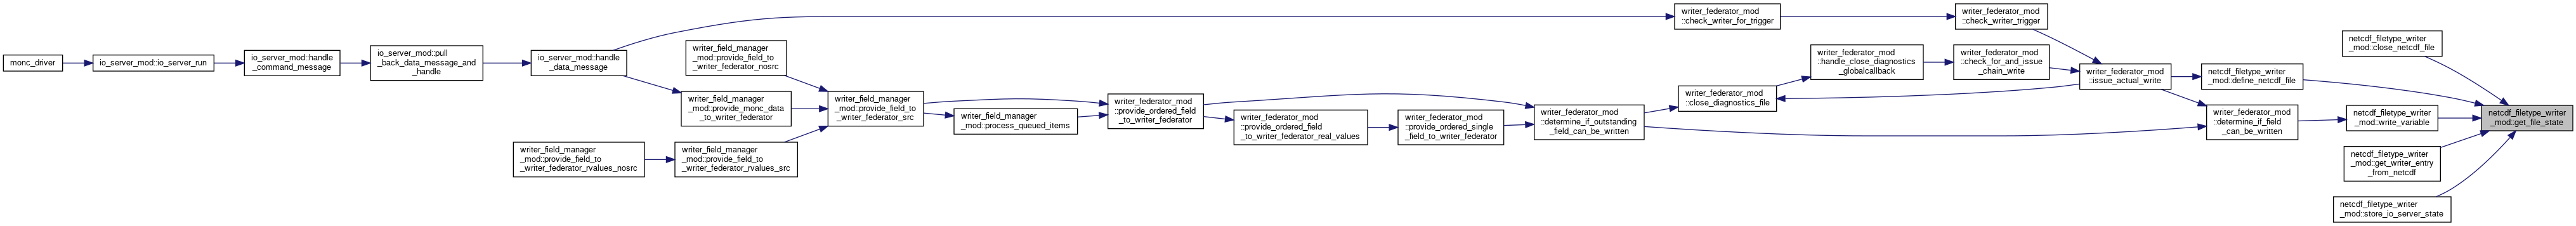 monc_driver
io_server_mod::io_server_run
io_server_mod::handle
_command_message
io_server_mod::pull
_back_data_message_and
_handle
io_server_mod::handle
_data_message
writer_field_manager
_mod::provide_field_to
_writer_federator_nosrc
writer_field_manager
_mod::provide_monc_data
_to_writer_federator
writer_field_manager
_mod::provide_field_to
_writer_federator_rvalues_nosrc
writer_field_manager
_mod::provide_field_to
_writer_federator_rvalues_src
writer_field_manager
_mod::provide_field_to
_writer_federator_src
writer_field_manager
_mod::process_queued_items
writer_federator_mod
::provide_ordered_field
_to_writer_federator
writer_federator_mod
::provide_ordered_field
_to_writer_federator_real_values
writer_federator_mod
::provide_ordered_single
_field_to_writer_federator
writer_federator_mod
::determine_if_outstanding
_field_can_be_written
writer_federator_mod
::check_writer_for_trigger
writer_federator_mod
::close_diagnostics_file
writer_federator_mod
::handle_close_diagnostics
_globalcallback
writer_federator_mod
::check_writer_trigger
writer_federator_mod
::check_for_and_issue
_chain_write
writer_federator_mod
::issue_actual_write
netcdf_filetype_writer
_mod::define_netcdf_file
writer_federator_mod
::determine_if_field
_can_be_written
netcdf_filetype_writer
_mod::close_netcdf_file
netcdf_filetype_writer
_mod::write_variable
netcdf_filetype_writer
_mod::get_writer_entry
_from_netcdf
netcdf_filetype_writer
_mod::store_io_server_state
netcdf_filetype_writer
_mod::get_file_state